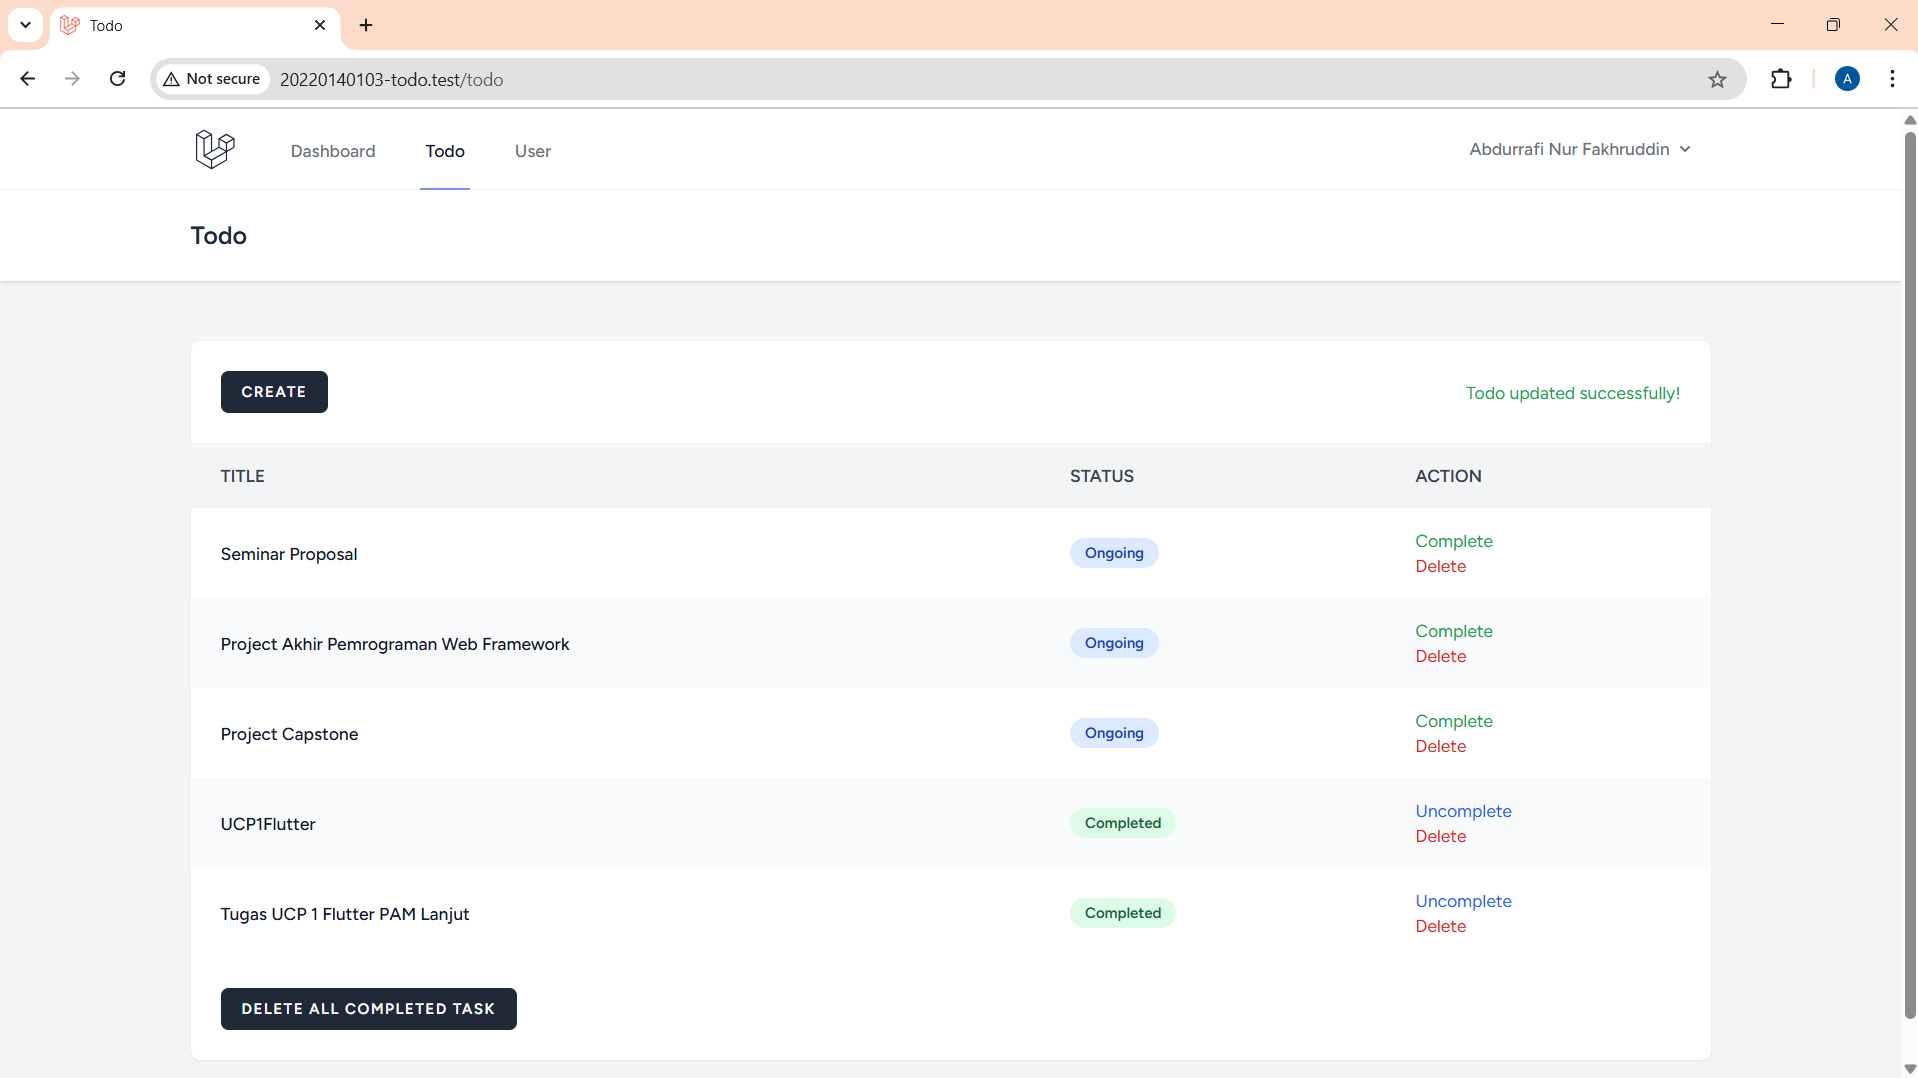 Todo
Not secure
20220140103-todo.test/todo
A
Dashboard
Todo
User
Abdurrafi Nur Fakhruddin
Todo
CREATE
Todo updated successfully!
TITLE
STATUS
ACTION
Seminar Proposal
Ongoing
Complete
Delete
Project Akhir Pemrograman Web Framework
Ongoing
Complete
Delete
Project Capstone
Ongoing
Complete
Delete
UCP1Flutter
Completed
Uncomplete
Delete
Tugas UCP 1 Flutter PAM Lanjut
Completed
Uncomplete
Delete
DELETE ALL COMPLETED TASK